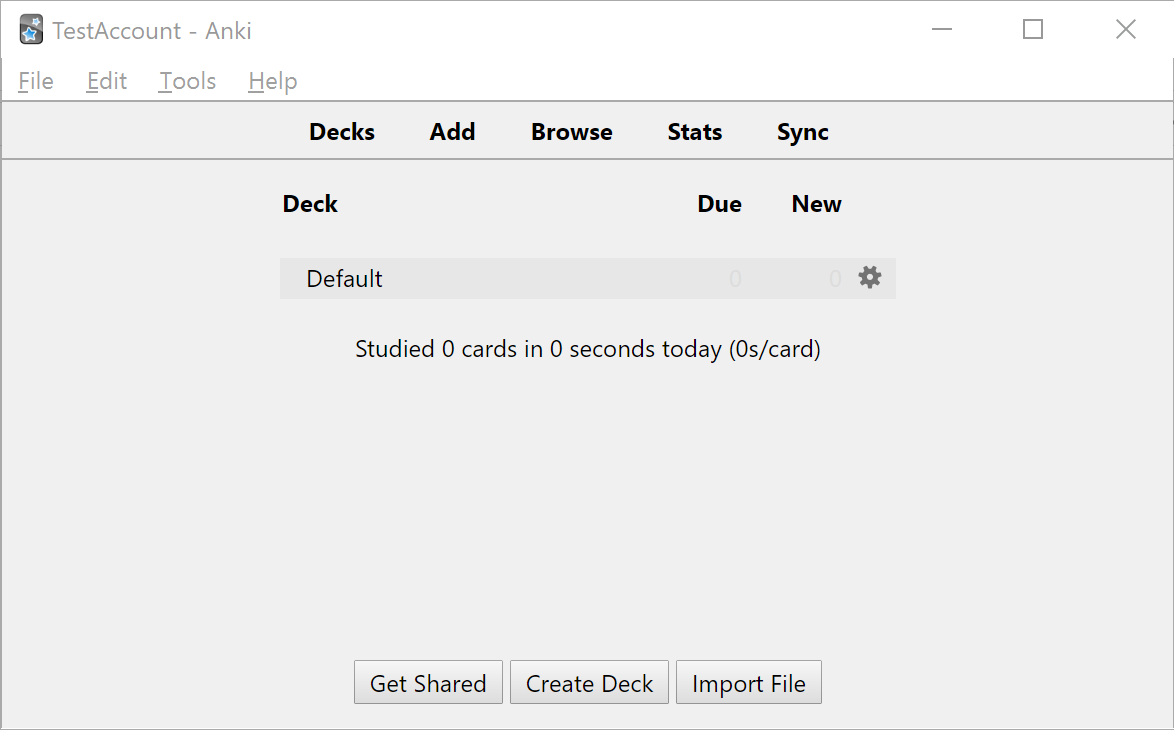 TestAccount - Anki
File Edit Tools Help
Decks Add Browse Stats Sync
Deck Due New
Default 0 0
Studied 0 cards in 0 seconds today (0s/card)
Get Shared Create Deck Import File